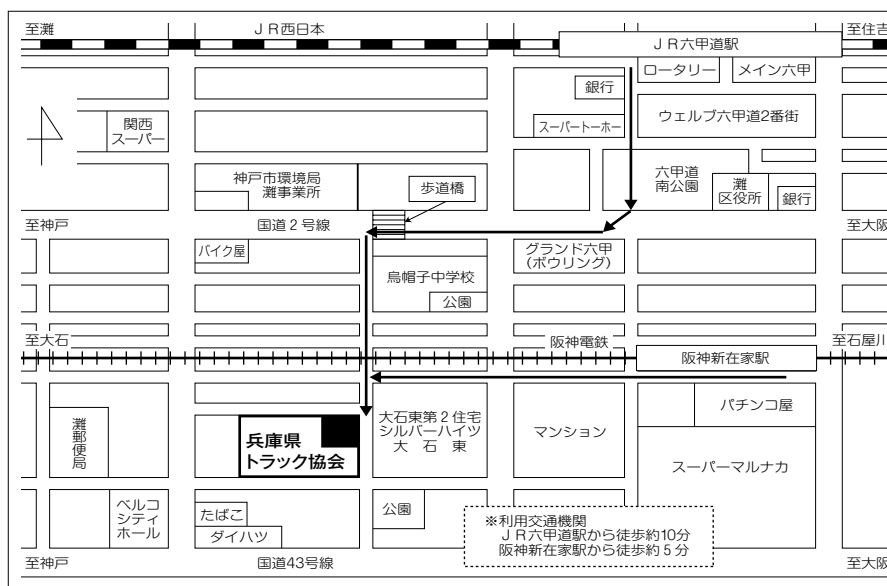 至灘
ＪＲ西日本
至住吉
ＪＲ六甲道駅
ロータリー
メイン六甲
銀行
ウェルブ六甲道2番街
関西
スーパー
スーパートーホー
神戸市環境局
灘事業所
歩道橋
六甲道
南公園
灘
区役所
銀行
至神戸
国道２号線
至大阪
バイク屋
グランド六甲
（ボウリング）
烏帽子中学校
公園
至大石
阪神電鉄
至石屋川
阪神新在家駅
灘郵便局
兵庫県
トラック協会
大石東第２住宅
シルバーハイツ
大石東
マンション
パチンコ屋
スーパーマルナカ
ベルコ
シティ
ホール
たばこ
ダイハツ
公園
※利用交通機関
ＪＲ六甲道駅から徒歩約10分
阪神新在家駅から徒歩約５分
至神戸
国道43号線
至大阪